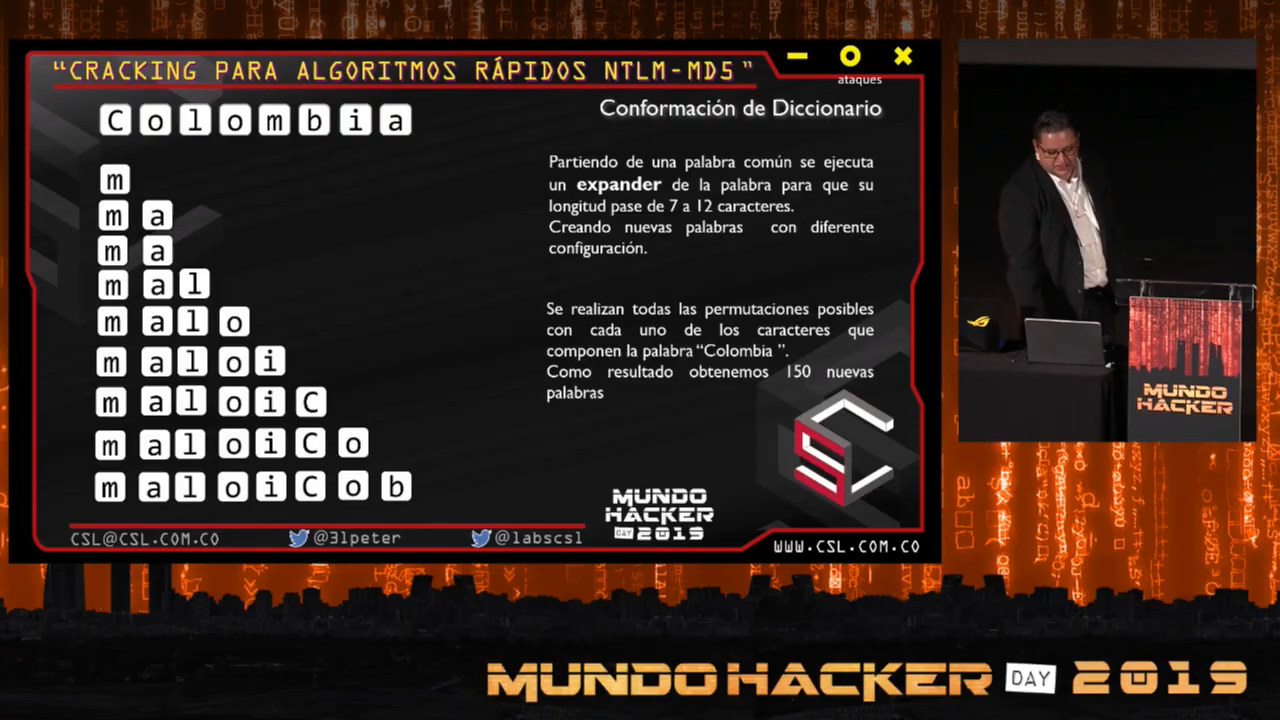 “CRACKING PARA ALGORITMOS RÁPIDOS NTLM-MD5”
ataques
Conformación de Diccionario
Colombia
m
ma
ma
mal
malo
maloi
maloiC
maloiCo
maloiCob
Partiendo de una palabra común se ejecuta
un expander de la palabra para que su
longitud pase de 7 a 12 caracteres.
Creando nuevas palabras con diferente
configuración.
Se realizan todas las permutaciones posibles
con cada uno de los caracteres que
componen la palabra “Colombia ”.
Como resultado obtenemos 150 nuevas
palabras
MUNDO
HACKER
DAY 2019
CSL@CSL.COM.CO
@31peter
@labscsl
WWW.CSL.COM.CO
MUNDO
HACKER
MUNDO HACKER DAY 2019